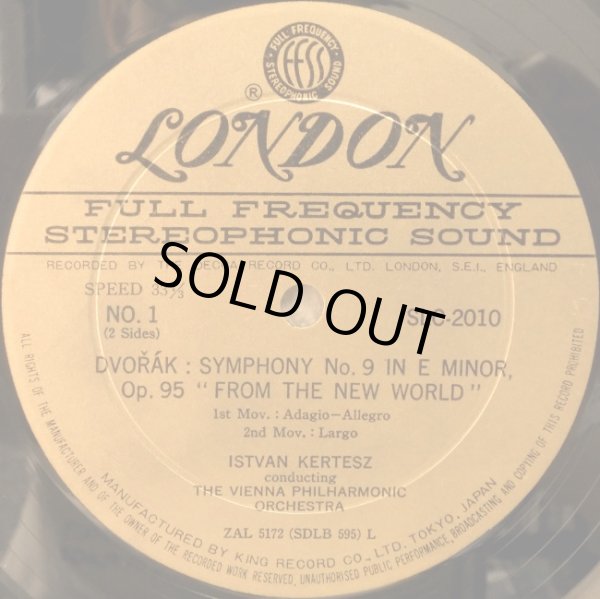 FULL FREQUENCY
STEREOPHONIC SOUND
FFSS
®
LONDON
FULL FREQUENCY
STEREOPHONIC SOUND
RECORDED BY DECCA RECORD CO., LTD. LONDON, S.E.I., ENGLAND
SPEED 33⅓
SOLD OUT
NO. 1
-2010
(2 Sides)
DVOŘÁK : SYMPHONY No. 9 IN E MINOR,
Op. 95 "FROM THE NEW WORLD"
1st Mov. : Adagio-Allegro
2nd Mov. : Largo
ISTVAN KERTESZ
conducting
THE VIENNA PHILHARMONIC
ORCHESTRA
ZAL 5172 (SDLB 595) L
MANUFACTURED BY KING RECORD CO., LTD. TOKYO, JAPAN
ALL RIGHTS OF THE MANUFACTURER AND OF THE OWNER OF THE RECORDED WORK RESERVED, UNAUTHORISED PUBLIC PERFORMANCE, BROADCASTING AND COPYING OF THIS RECORD PROHIBITED